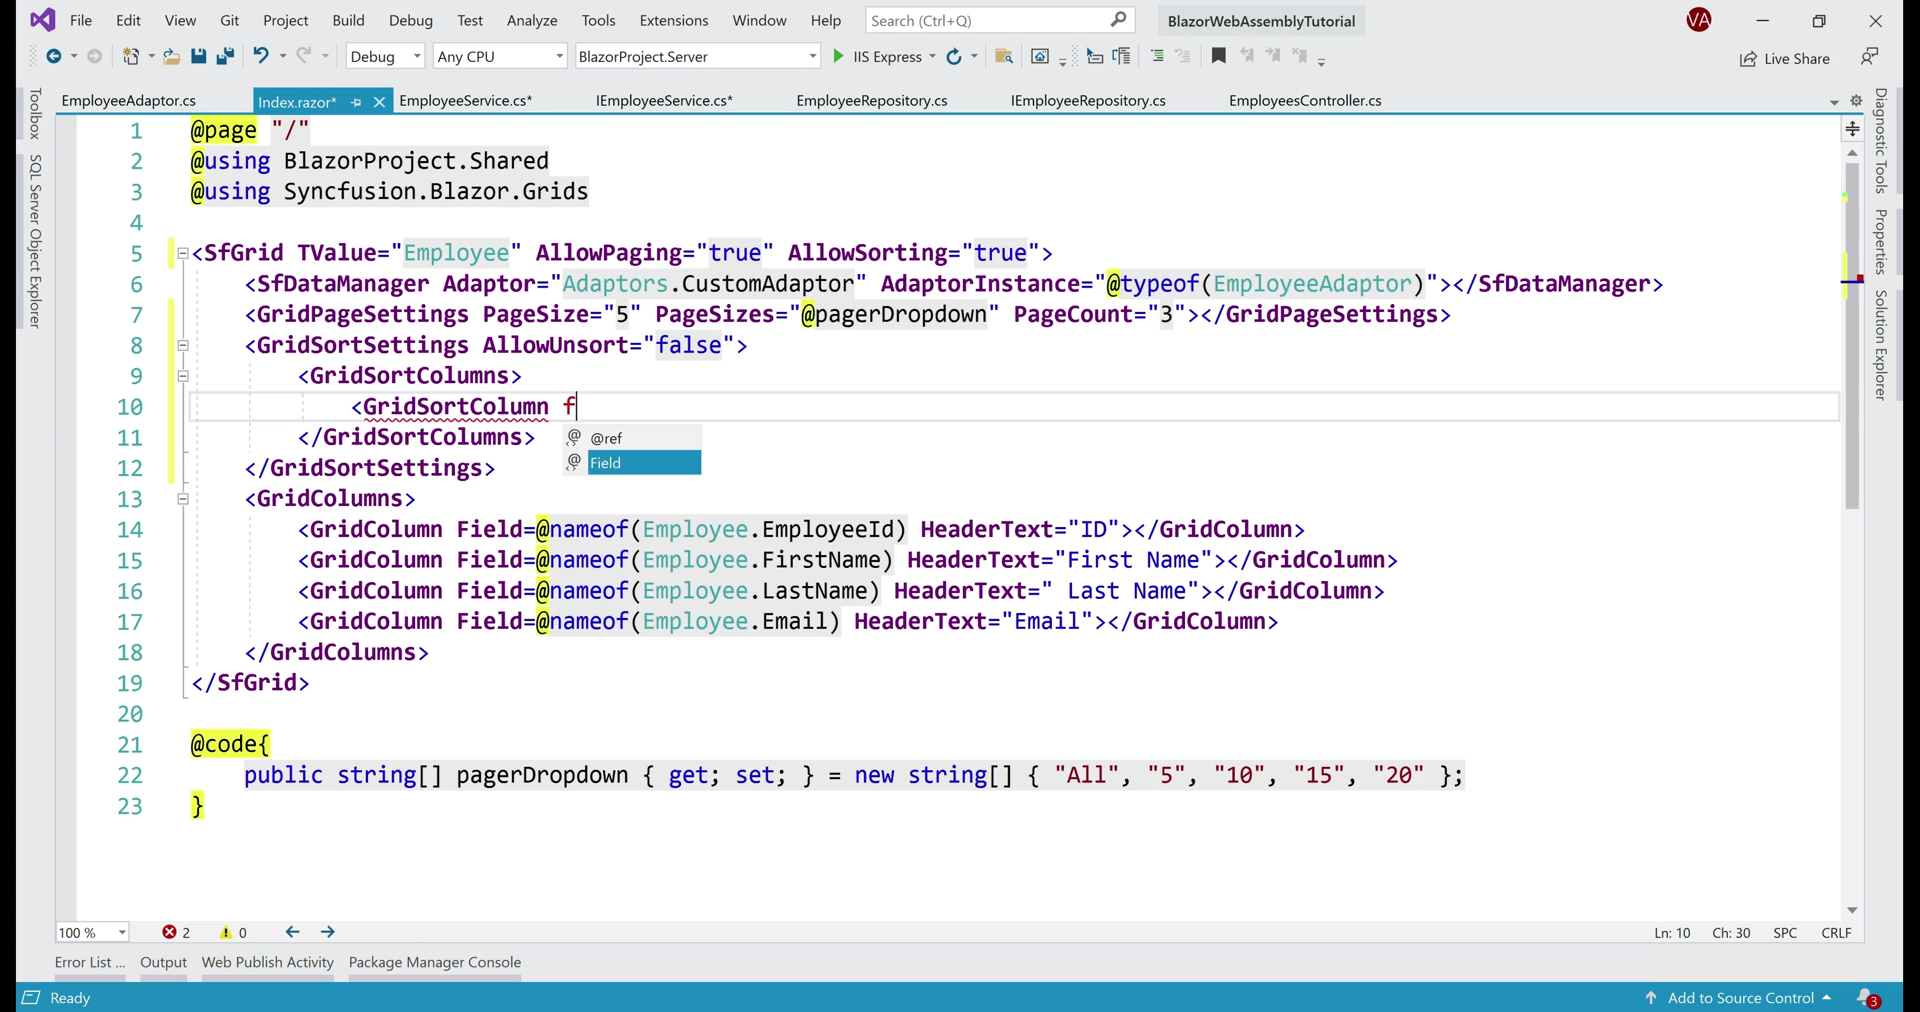 File Edit View Git Project Build Debug Test Analyze Tools Extensions Window Help Search (Ctrl+Q) BlazorWebAssemblyTutorial VA
Debug Any CPU BlazorProject.Server IIS Express Live Share
EmployeeAdaptor.cs Index.razor* EmployeeService.cs* IEmployeeService.cs* EmployeeRepository.cs IEmployeeRepository.cs EmployeesController.cs
Toolbox
SQL Server Object Explorer
Diagnostic Tools
Properties
Solution Explorer
1 @page "/"
2 @using BlazorProject.Shared
3 @using Syncfusion.Blazor.Grids
4
5 <SfGrid TValue="Employee" AllowPaging="true" AllowSorting="true">
6 <SfDataManager Adaptor="Adaptors.CustomAdaptor" AdaptorInstance="@typeof(EmployeeAdaptor)"></SfDataManager>
7 <GridPageSettings PageSize="5" PageSizes="@pagerDropdown" PageCount="3"></GridPageSettings>
8 <GridSortSettings AllowUnsort="false">
9 <GridSortColumns>
10 <GridSortColumn f
11 </GridSortColumns>
@ref
Field
12 </GridSortSettings>
13 <GridColumns>
14 <GridColumn Field=@nameof(Employee.EmployeeId) HeaderText="ID"></GridColumn>
15 <GridColumn Field=@nameof(Employee.FirstName) HeaderText="First Name"></GridColumn>
16 <GridColumn Field=@nameof(Employee.LastName) HeaderText=" Last Name"></GridColumn>
17 <GridColumn Field=@nameof(Employee.Email) HeaderText="Email"></GridColumn>
18 </GridColumns>
19 </SfGrid>
20
21 @code{
22 public string[] pagerDropdown { get; set; } = new string[] { "All", "5", "10", "15", "20" };
23 }
100 % 2 0 Ln: 10 Ch: 30 SPC CRLF
Error List ... Output Web Publish Activity Package Manager Console
Ready Add to Source Control 3